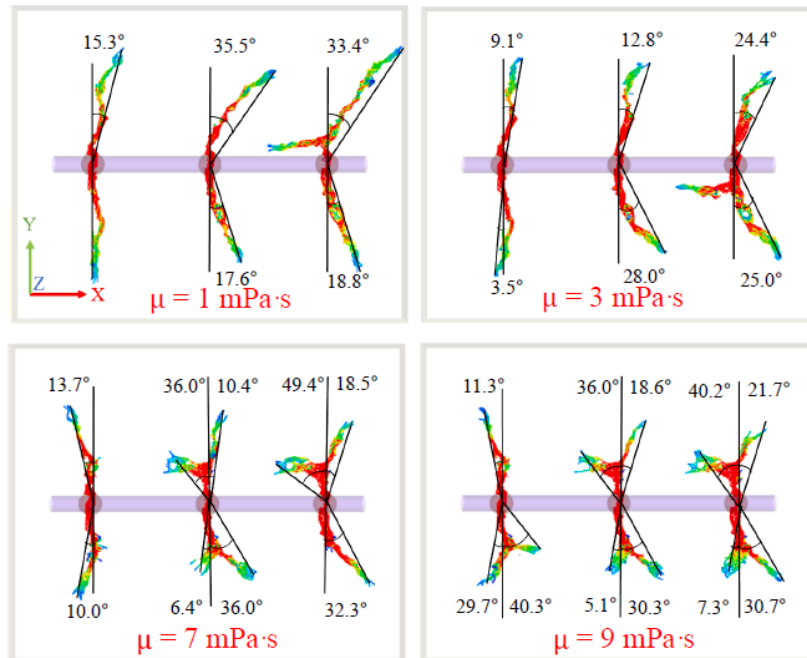 15.3° 35.5° 33.4°
17.6° 18.8°
Y
Z
X
μ = 1 mPa·s
9.1° 12.8° 24.4°
3.5° 28.0° 25.0°
μ = 3 mPa·s
13.7° 36.0° 10.4° 49.4° 18.5°
10.0° 6.4° 36.0° 32.3°
μ = 7 mPa·s
11.3° 36.0° 18.6° 40.2° 21.7°
29.7° 40.3° 5.1° 30.3° 7.3° 30.7°
μ = 9 mPa·s